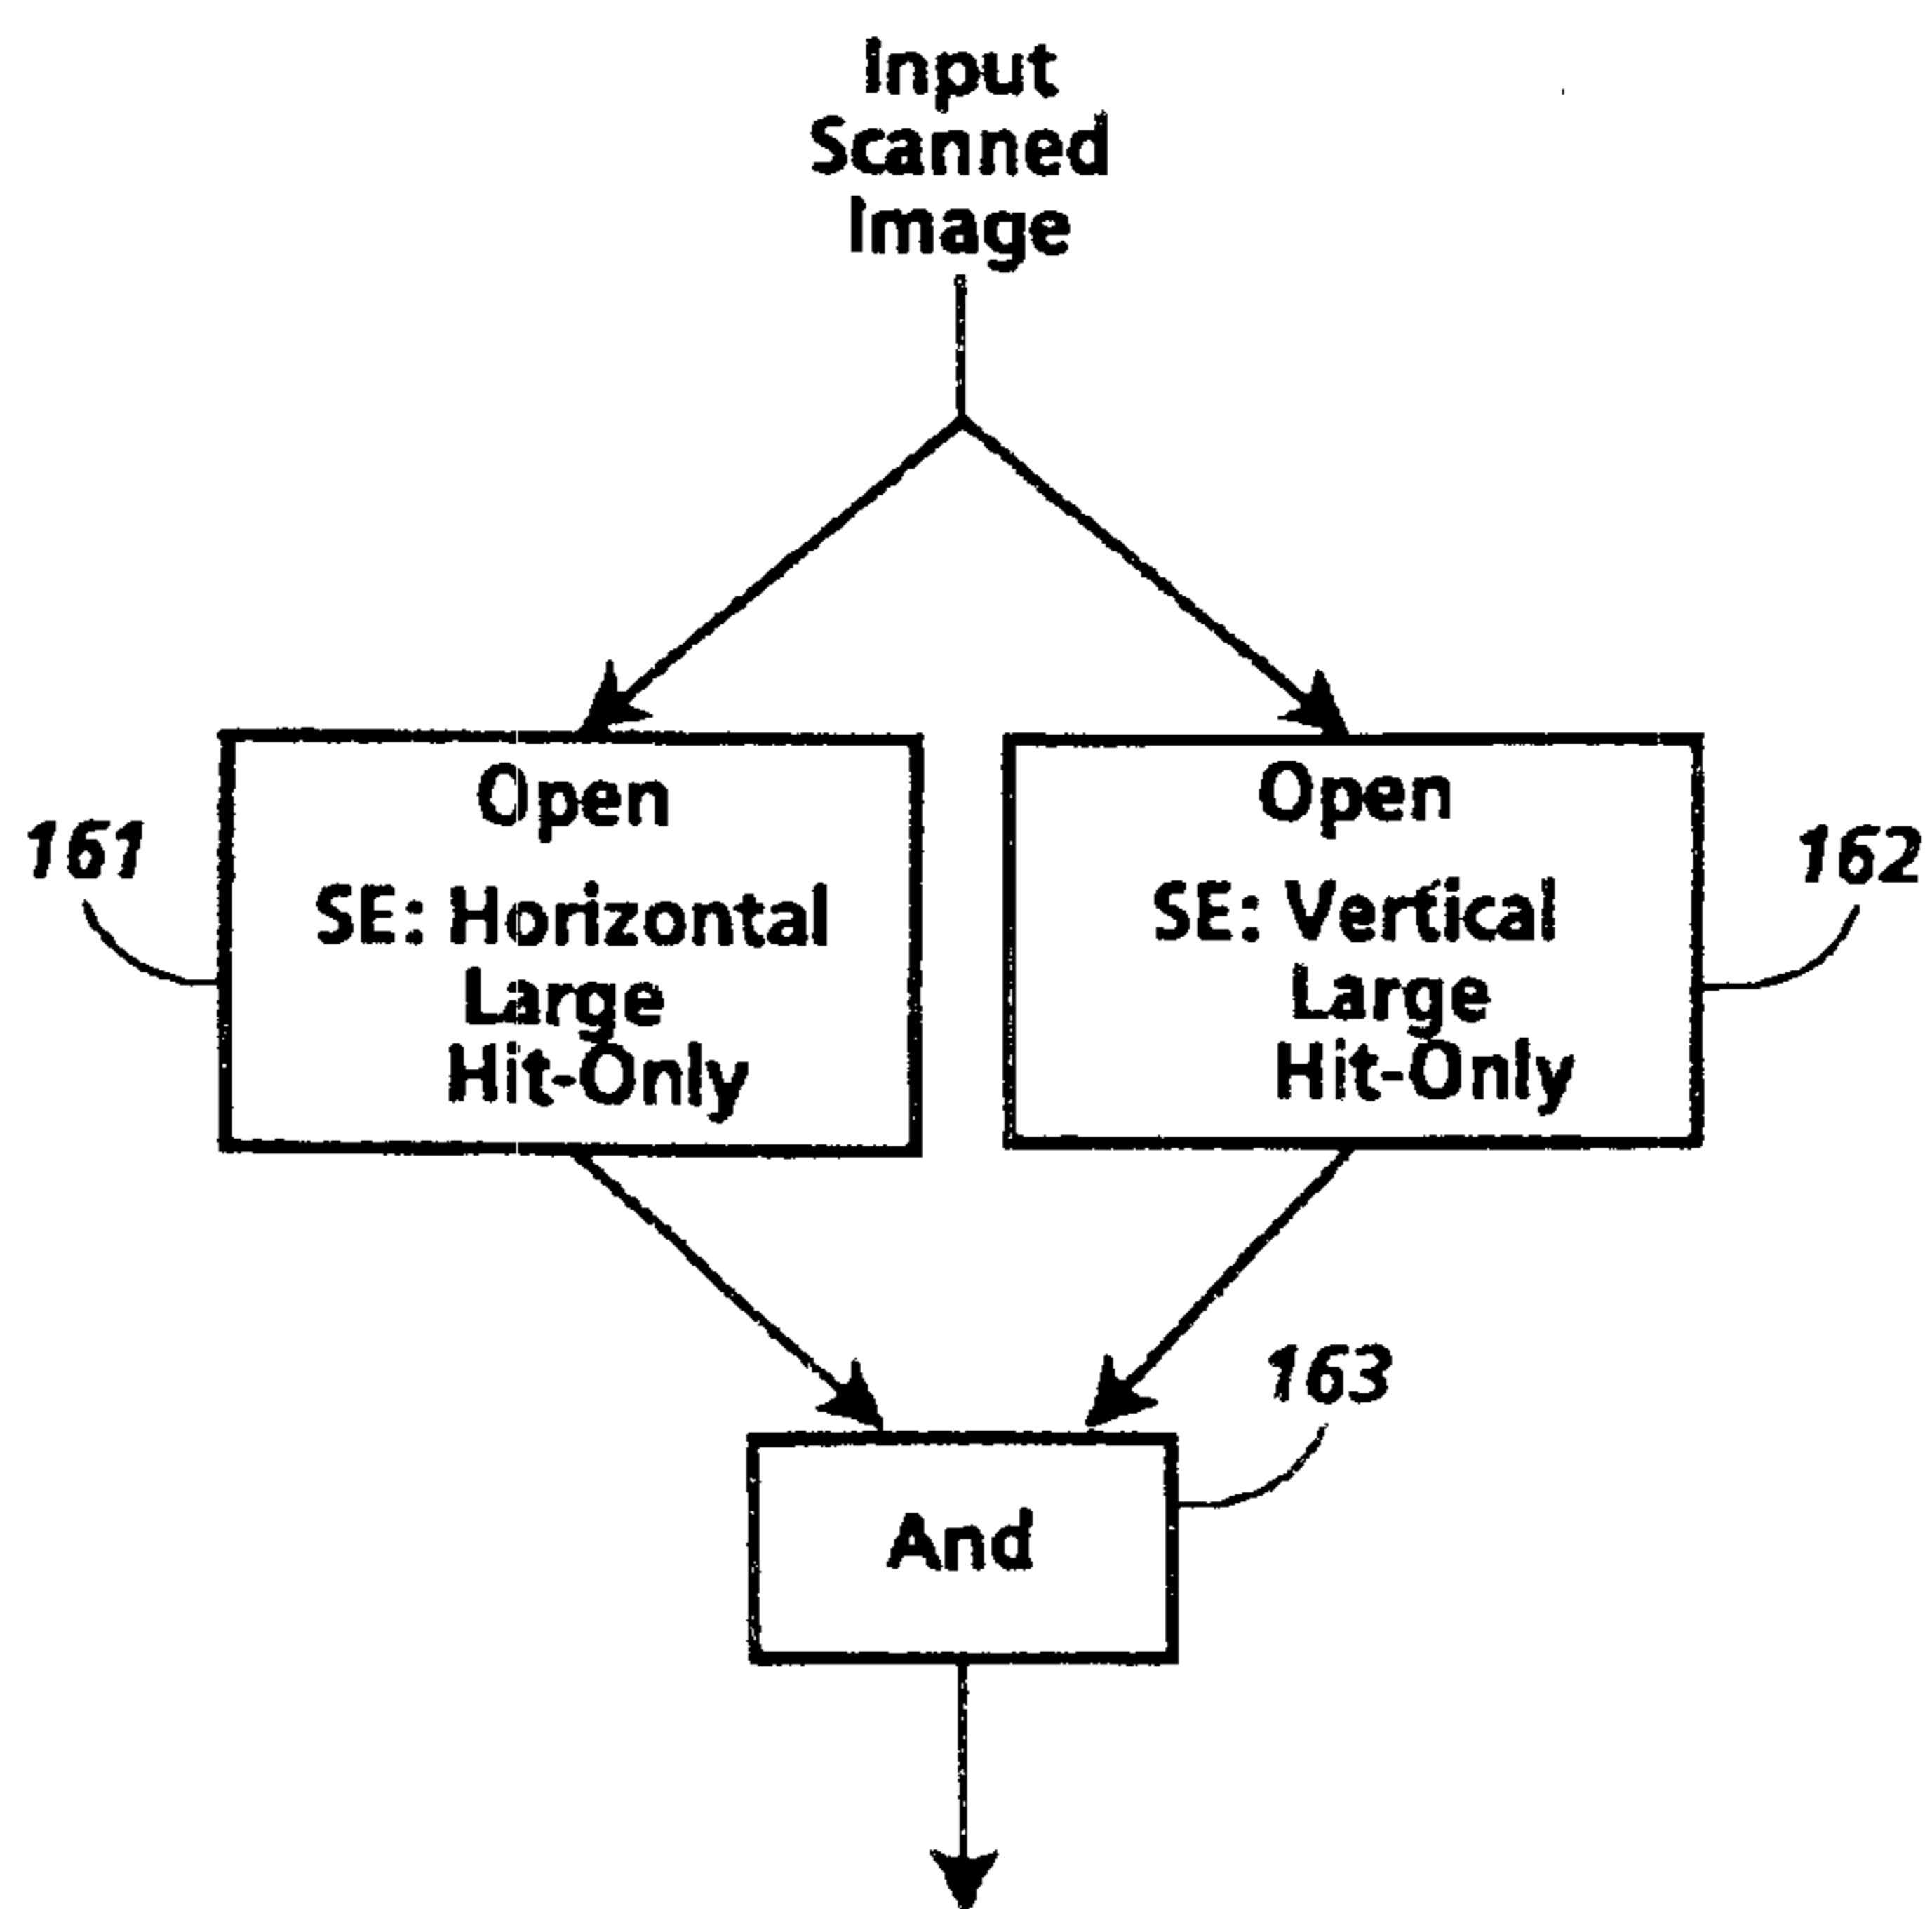 Input
Scanned
Image
161
Open
SE: Horizontal
Large
Hit-Only
Open
SE: Vertical
Large
Hit-Only
162
163
And